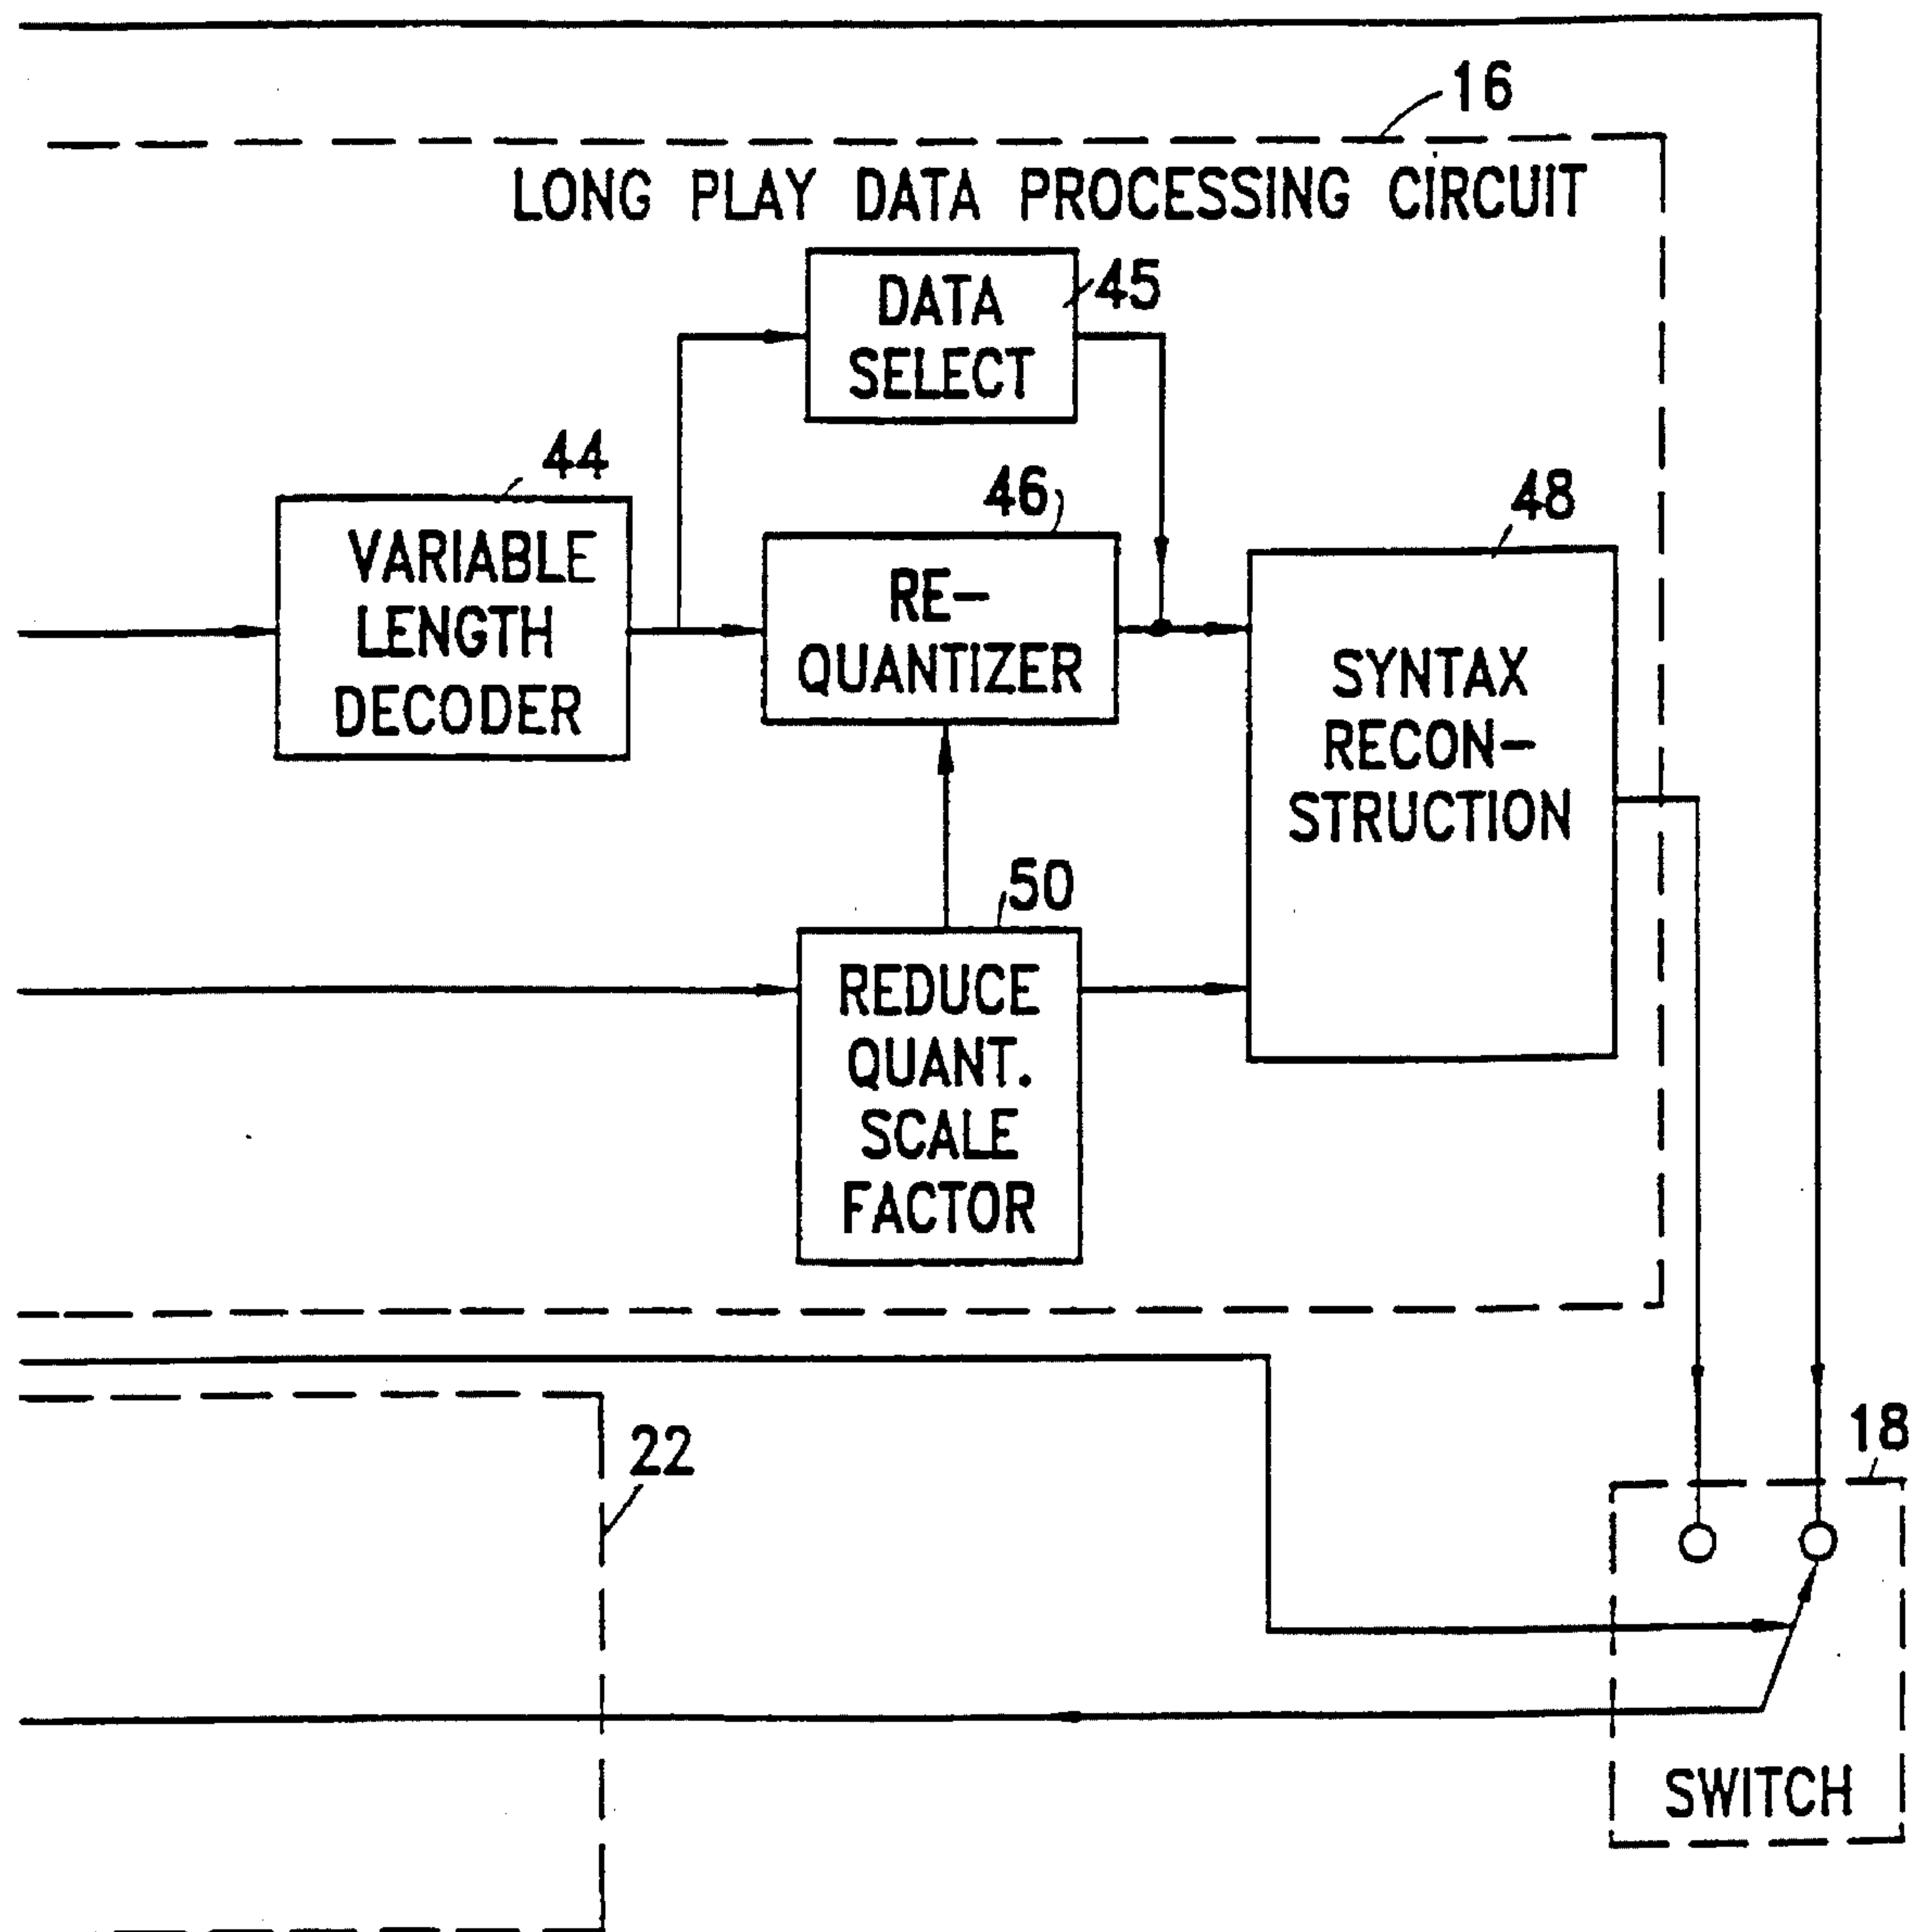 16
LONG PLAY DATA PROCESSING CIRCUIT
DATA
SELECT
45
44
VARIABLE
LENGTH
DECODER
46
RE-
QUANTIZER
48
SYNTAX
RECON-
STRUCTION
50
REDUCE
QUANT.
SCALE
FACTOR
22
18
SWITCH